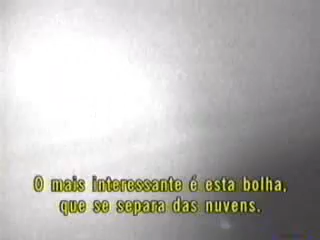 O mais interessante é esta bolha,
que se separa das nuvens.